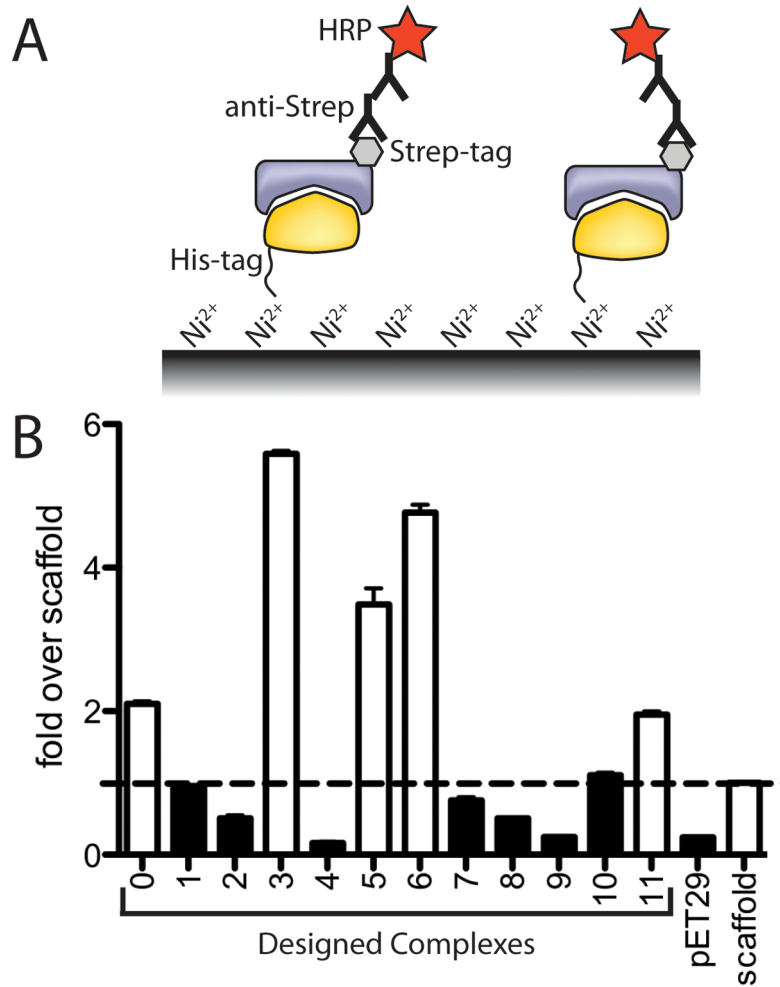 A
HRP
anti-Strep
Strep-tag
His-tag
Ni²⁺ Ni²⁺ Ni²⁺ Ni²⁺ Ni²⁺ Ni²⁺ Ni²⁺ Ni²⁺
B
fold over scaffold
6
4
2
0
0 1 2 3 4 5 6 7 8 9 10 11 pET29 scaffold
Designed Complexes